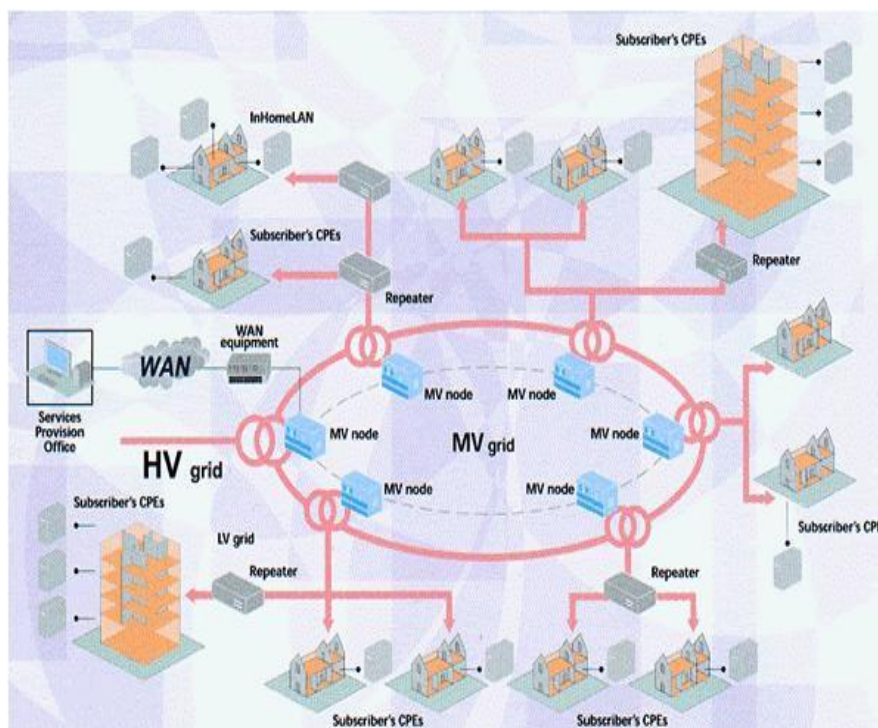 Subscriber's CPEs
InHomeLAN
Subscriber's CPEs
Repeater
Repeater
WAN
equipment
WAN
Services
Provision
Office
MV node
MV node
MV node
MV grid
MV node
HV grid
MV node
MV node
Subscriber's CPEs
LV grid
Repeater
Repeater
Subscriber's CPE
Subscriber's CPEs
Subscriber's CPEs